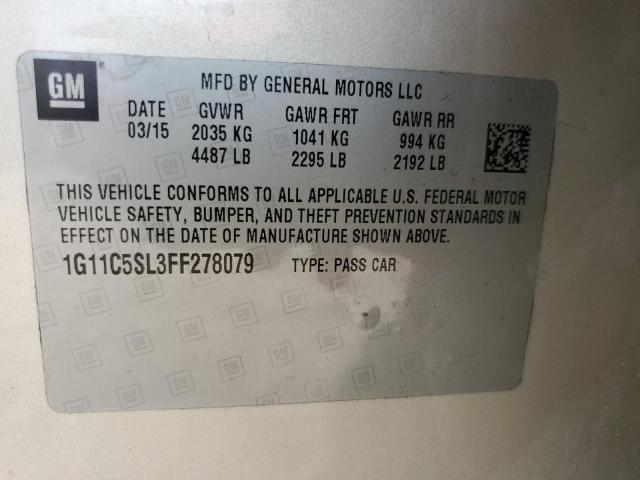 GM
MFD BY GENERAL MOTORS LLC
DATE GVWR GAWR FRT GAWR RR
03/15 2035 KG 1041 KG 994 KG
4487 LB 2295 LB 2192 LB
THIS VEHICLE CONFORMS TO ALL APPLICABLE U.S. FEDERAL MOTOR
VEHICLE SAFETY, BUMPER, AND THEFT PREVENTION STANDARDS IN
EFFECT ON THE DATE OF MANUFACTURE SHOWN ABOVE.
1G11C5SL3FF278079 TYPE: PASS CAR